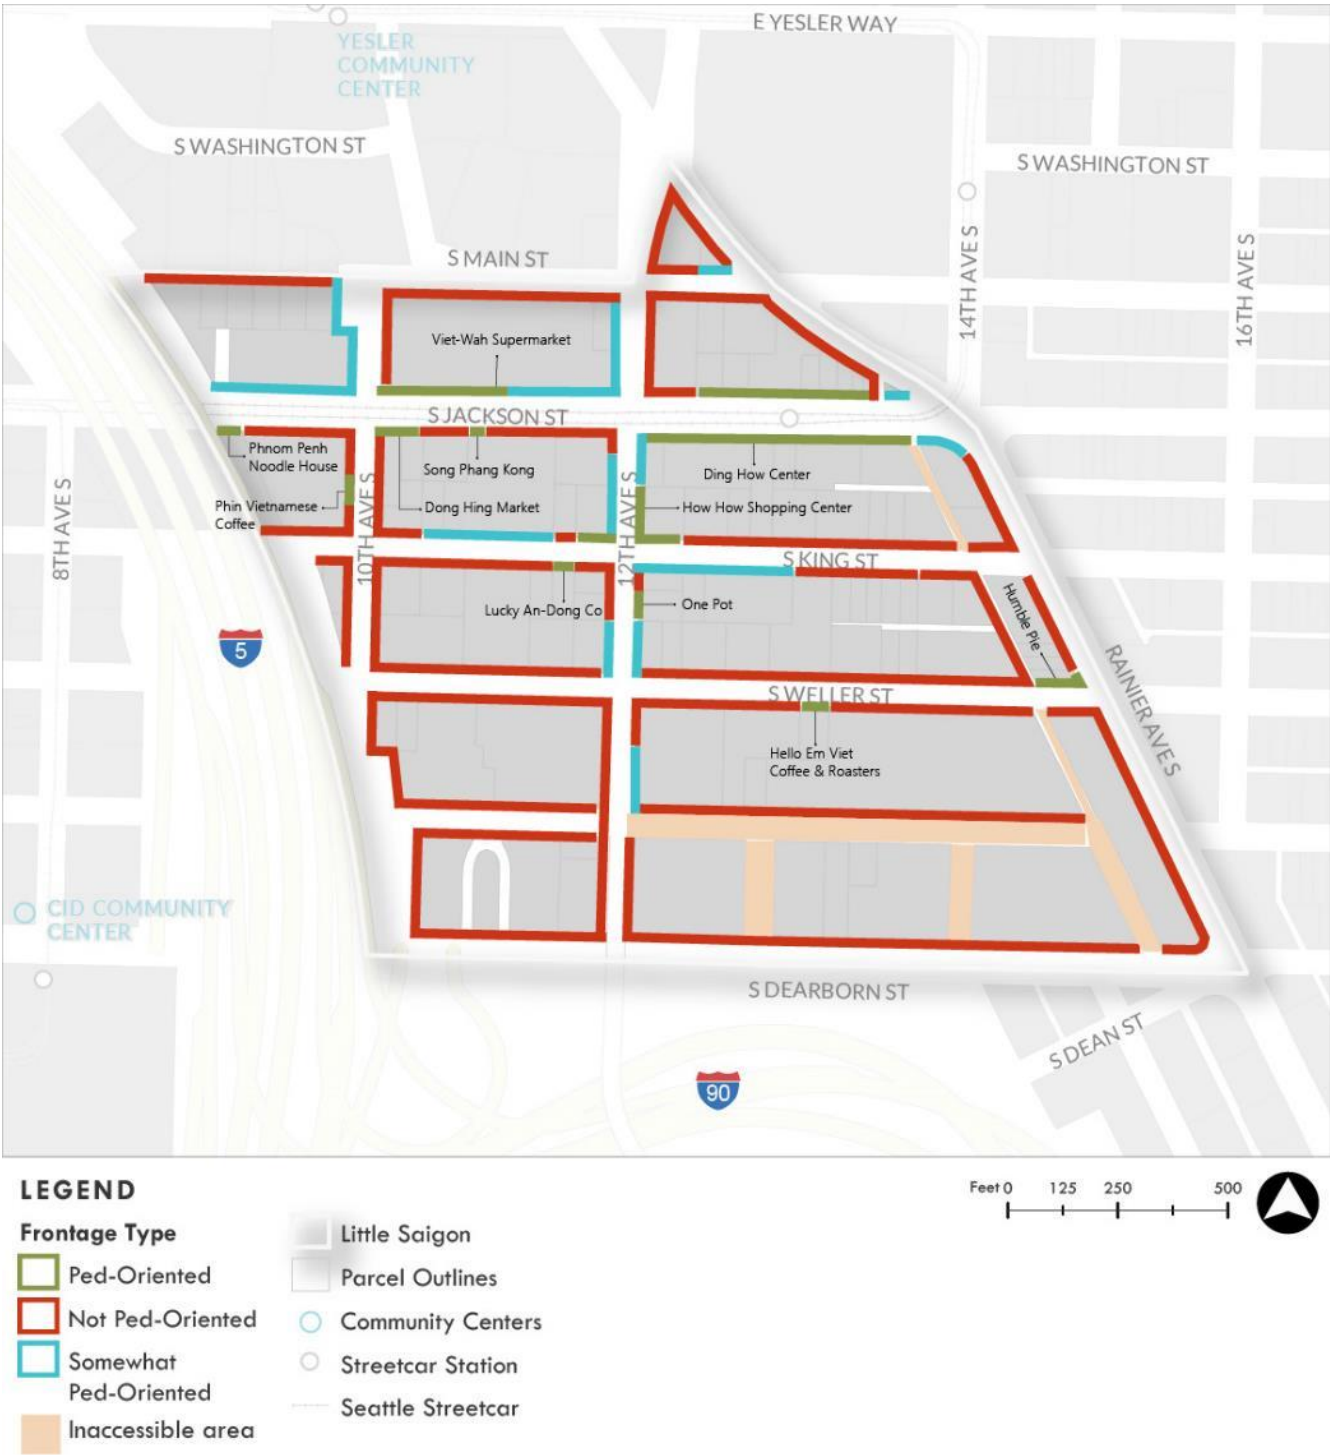 E YESLER WAY
YESLER
COMMUNITY
CENTER
S WASHINGTON ST
S WASHINGTON ST
S MAIN ST
14TH AVE S
16TH AVE S
Viet-Wah Supermarket
S JACKSON ST
Phnom Penh
Noodle House
Song Phang Kong
Ding How Center
Phin Vietnamese
Coffee
Dong Hing Market
How How Shopping Center
8TH AVE S
10TH AVE S
12TH AVE S
S KING ST
Lucky An-Dong Co
One Pot
Humble Pie
5
RAINIER AVE S
S WELLER ST
Hello Em Viet
Coffee & Roasters
CID COMMUNITY
CENTER
S DEARBORN ST
S DEAN ST
90
LEGEND
Feet 0 125 250 500
Frontage Type
Ped-Oriented
Not Ped-Oriented
Somewhat
Ped-Oriented
Inaccessible area
Little Saigon
Parcel Outlines
Community Centers
Streetcar Station
Seattle Streetcar